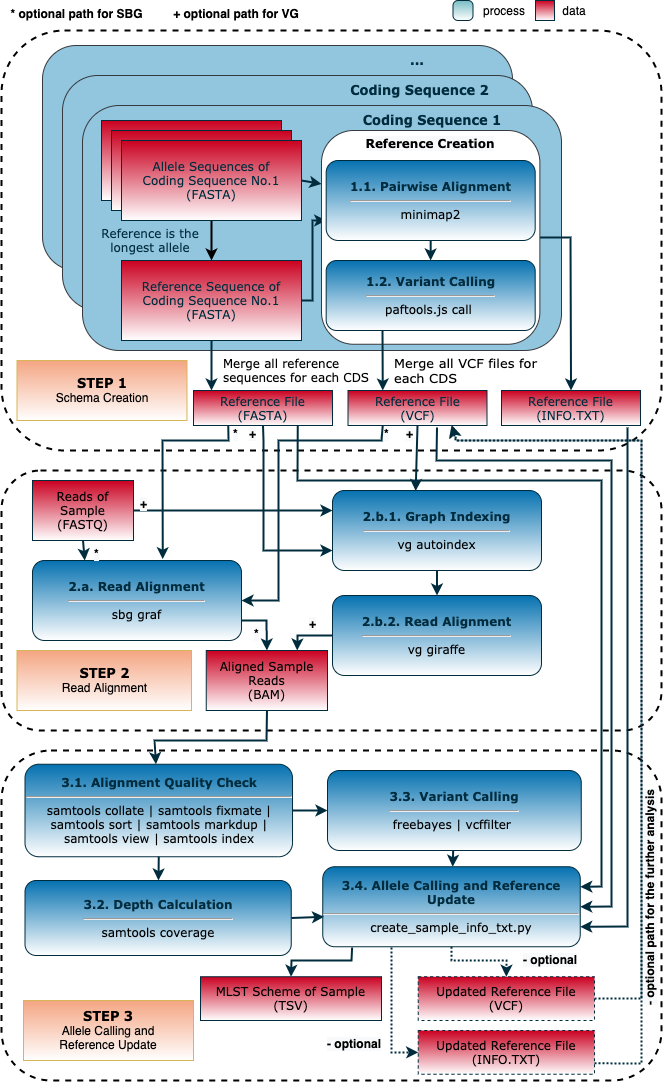 * optional path for SBG
+ optional path for VG
process
data
...
Coding Sequence 2
Coding Sequence 1
Reference Creation
Allele Sequences of
Coding Sequence No.1
(FASTA)
1.1. Pairwise Alignment
minimap2
Reference is the
longest allele
Reference Sequence of
Coding Sequence No.1
(FASTA)
1.2. Variant Calling
paftools.js call
STEP 1
Schema Creation
Merge all reference
sequences for each CDS
Merge all VCF files for
each CDS
Reference File
(FASTA)
Reference File
(VCF)
Reference File
(INFO.TXT)
*
+
*
+
Reads of
Sample
(FASTQ)
+
*
2.b.1. Graph Indexing
vg autoindex
2.a. Read Alignment
sbg graf
2.b.2. Read Alignment
vg giraffe
*
+
STEP 2
Read Alignment
Aligned Sample
Reads
(BAM)
3.1. Alignment Quality Check
samtools collate | samtools fixmate |
samtools sort | samtools markdup |
samtools view | samtools index
3.3. Variant Calling
freebayes | vcffilter
3.2. Depth Calculation
samtools coverage
3.4. Allele Calling and Reference
Update
create_sample_info_txt.py
- optional path for the further analysis
- optional
MLST Scheme of Sample
(TSV)
Updated Reference File
(VCF)
STEP 3
Allele Calling and
Reference Update
- optional
Updated Reference File
(INFO.TXT)